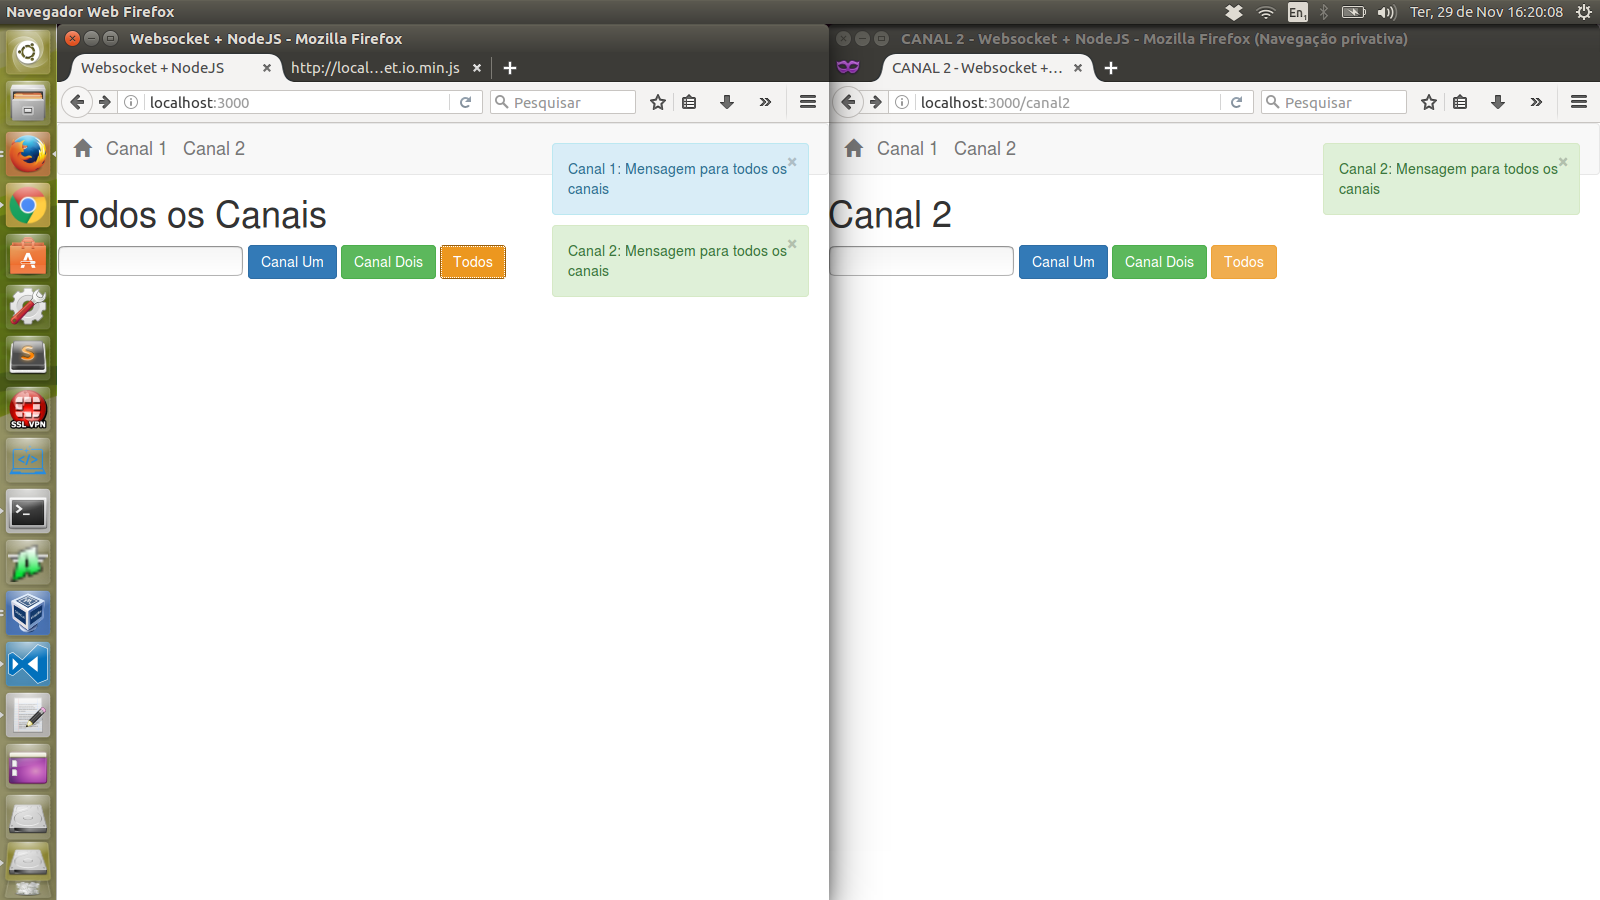 Navegador Web Firefox
En1
Ter, 29 de Nov 16:20:08
Websocket + NodeJS - Mozilla Firefox
Websocket + NodeJS
http://local...et.io.min.js
localhost:3000
Pesquisar
Canal 1 Canal 2
Canal 1: Mensagem para todos os
canais
Todos os Canais
Canal Um
Canal Dois
Todos
Canal 2: Mensagem para todos os
canais
CANAL 2 - Websocket + NodeJS - Mozilla Firefox (Navegação privativa)
CANAL 2 - Websocket +...
localhost:3000/canal2
Pesquisar
Canal 1 Canal 2
Canal 2: Mensagem para todos os
canais
Canal 2
Canal Um
Canal Dois
Todos
SSL VPN